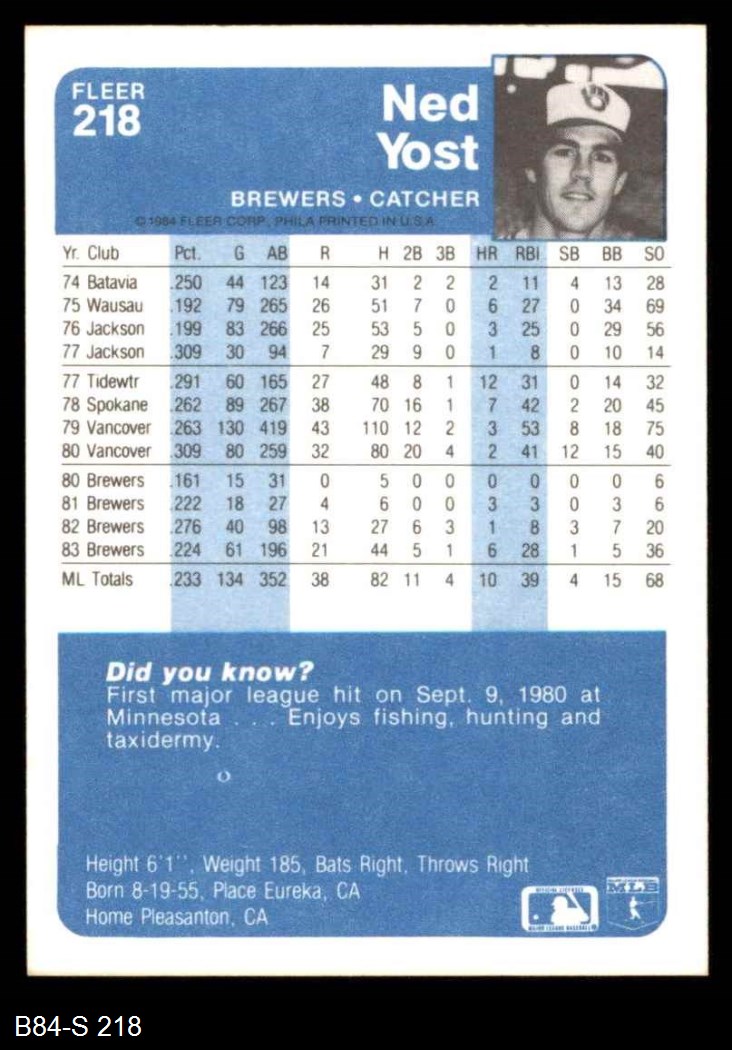 FLEER
218
Ned
Yost
BREWERS • CATCHER
© 1984 FLEER CORP., PHILA PRINTED IN U.S.A.
Yr. Club Pct. G AB R H 2B 3B HR RBI SB BB SO
74 Batavia .250 44 123 14 31 2 2 2 11 4 13 28
75 Wausau .192 79 265 26 51 7 0 6 27 0 34 69
76 Jackson .199 83 266 25 53 5 0 3 25 0 29 56
77 Jackson .309 30 94 7 29 9 0 1 8 0 10 14
77 Tidewtr .291 60 165 27 48 8 1 12 31 0 14 32
78 Spokane .262 89 267 38 70 16 1 7 42 2 20 45
79 Vancover .263 130 419 43 110 12 2 3 53 8 18 75
80 Vancover .309 80 259 32 80 20 4 2 41 12 15 40
80 Brewers .161 15 31 0 5 0 0 0 0 0 0 6
81 Brewers .222 18 27 4 6 0 0 3 3 0 3 6
82 Brewers .276 40 98 13 27 6 3 1 8 3 7 20
83 Brewers .224 61 196 21 44 5 1 6 28 1 5 36
ML Totals .233 134 352 38 82 11 4 10 39 4 15 68
Did you know?
First major league hit on Sept. 9, 1980 at
Minnesota . . . Enjoys fishing, hunting and
taxidermy.
Height 6'1'', Weight 185, Bats Right, Throws Right
Born 8-19-55, Place Eureka, CA
Home Pleasanton, CA
OFFICIAL LICENSEE
MAJOR LEAGUE BASEBALL
MLB
B84-S 218